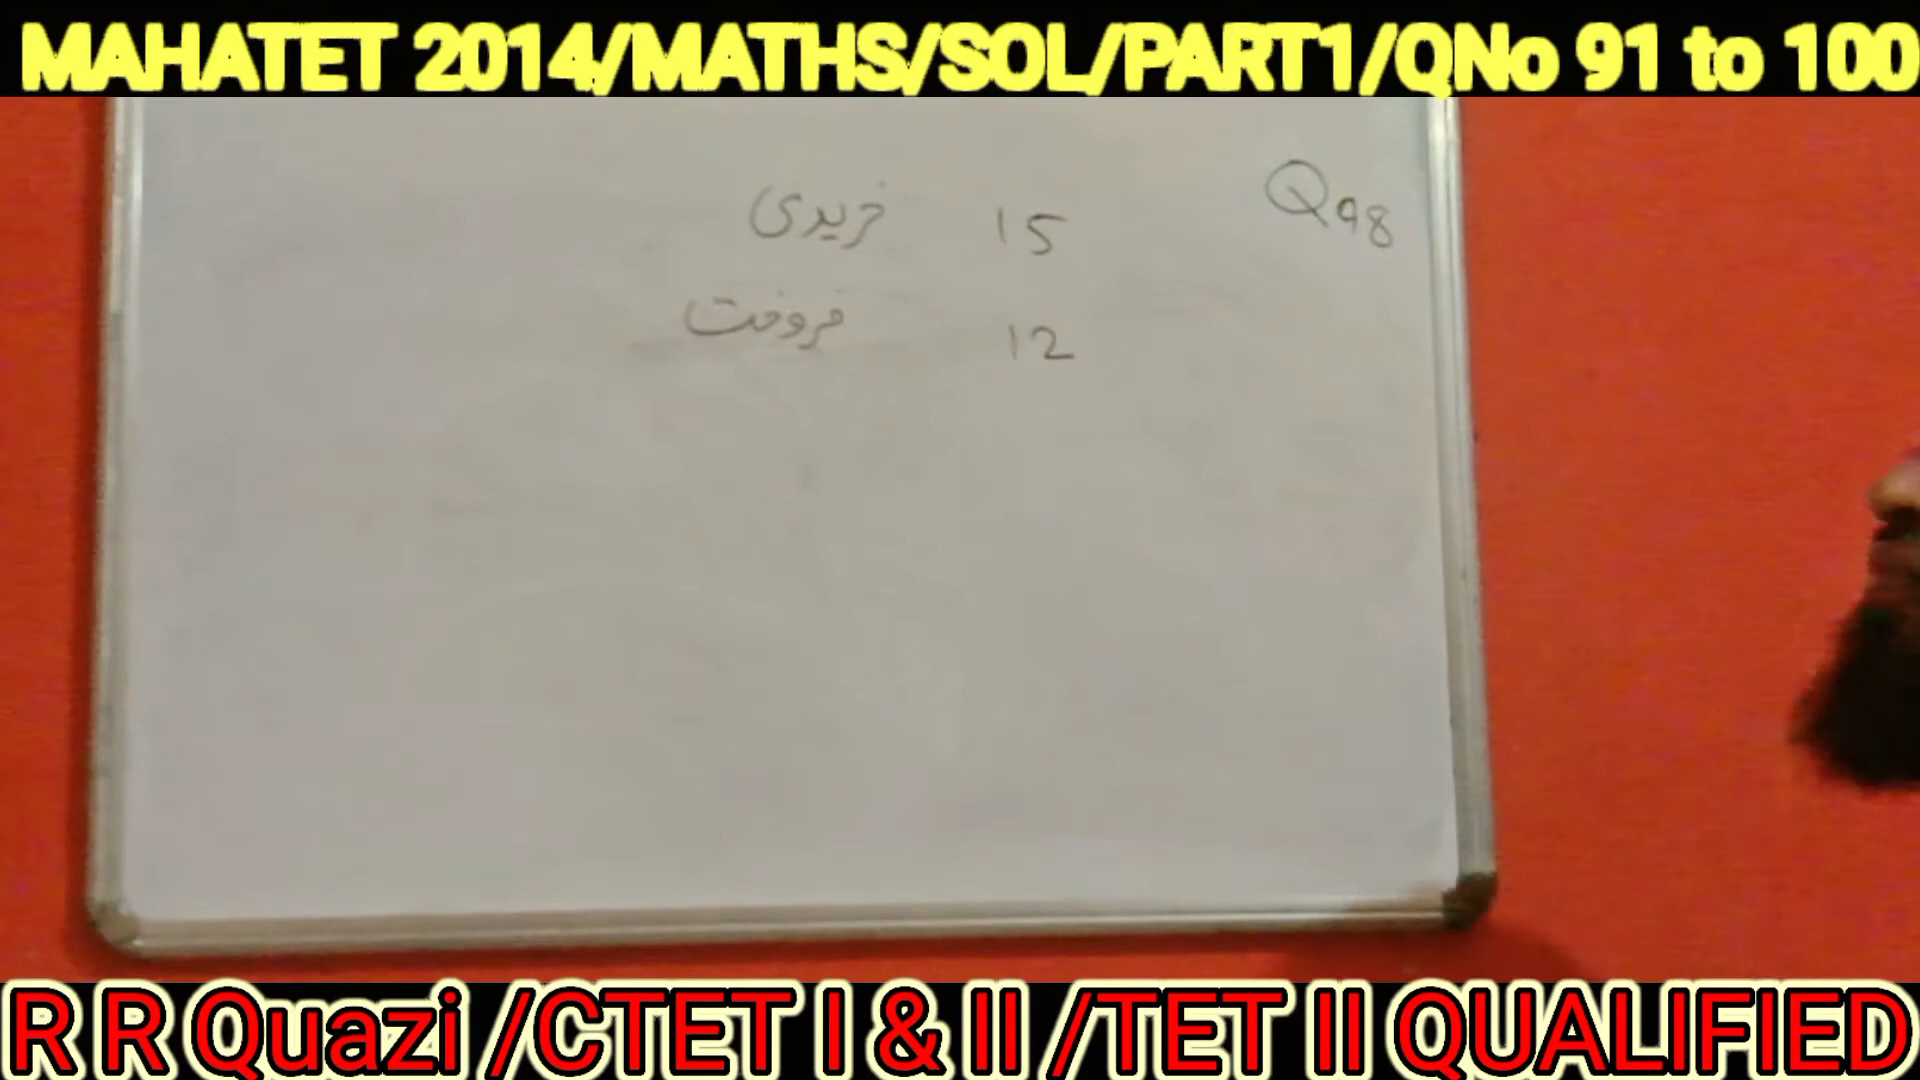 MAHATET 2014/MATHS/SOL/PART1/QNo 91 to 100
Q98
15 خریدی
12 فروخت
R R Quazi /CTET I & II /TET II QUALIFIED